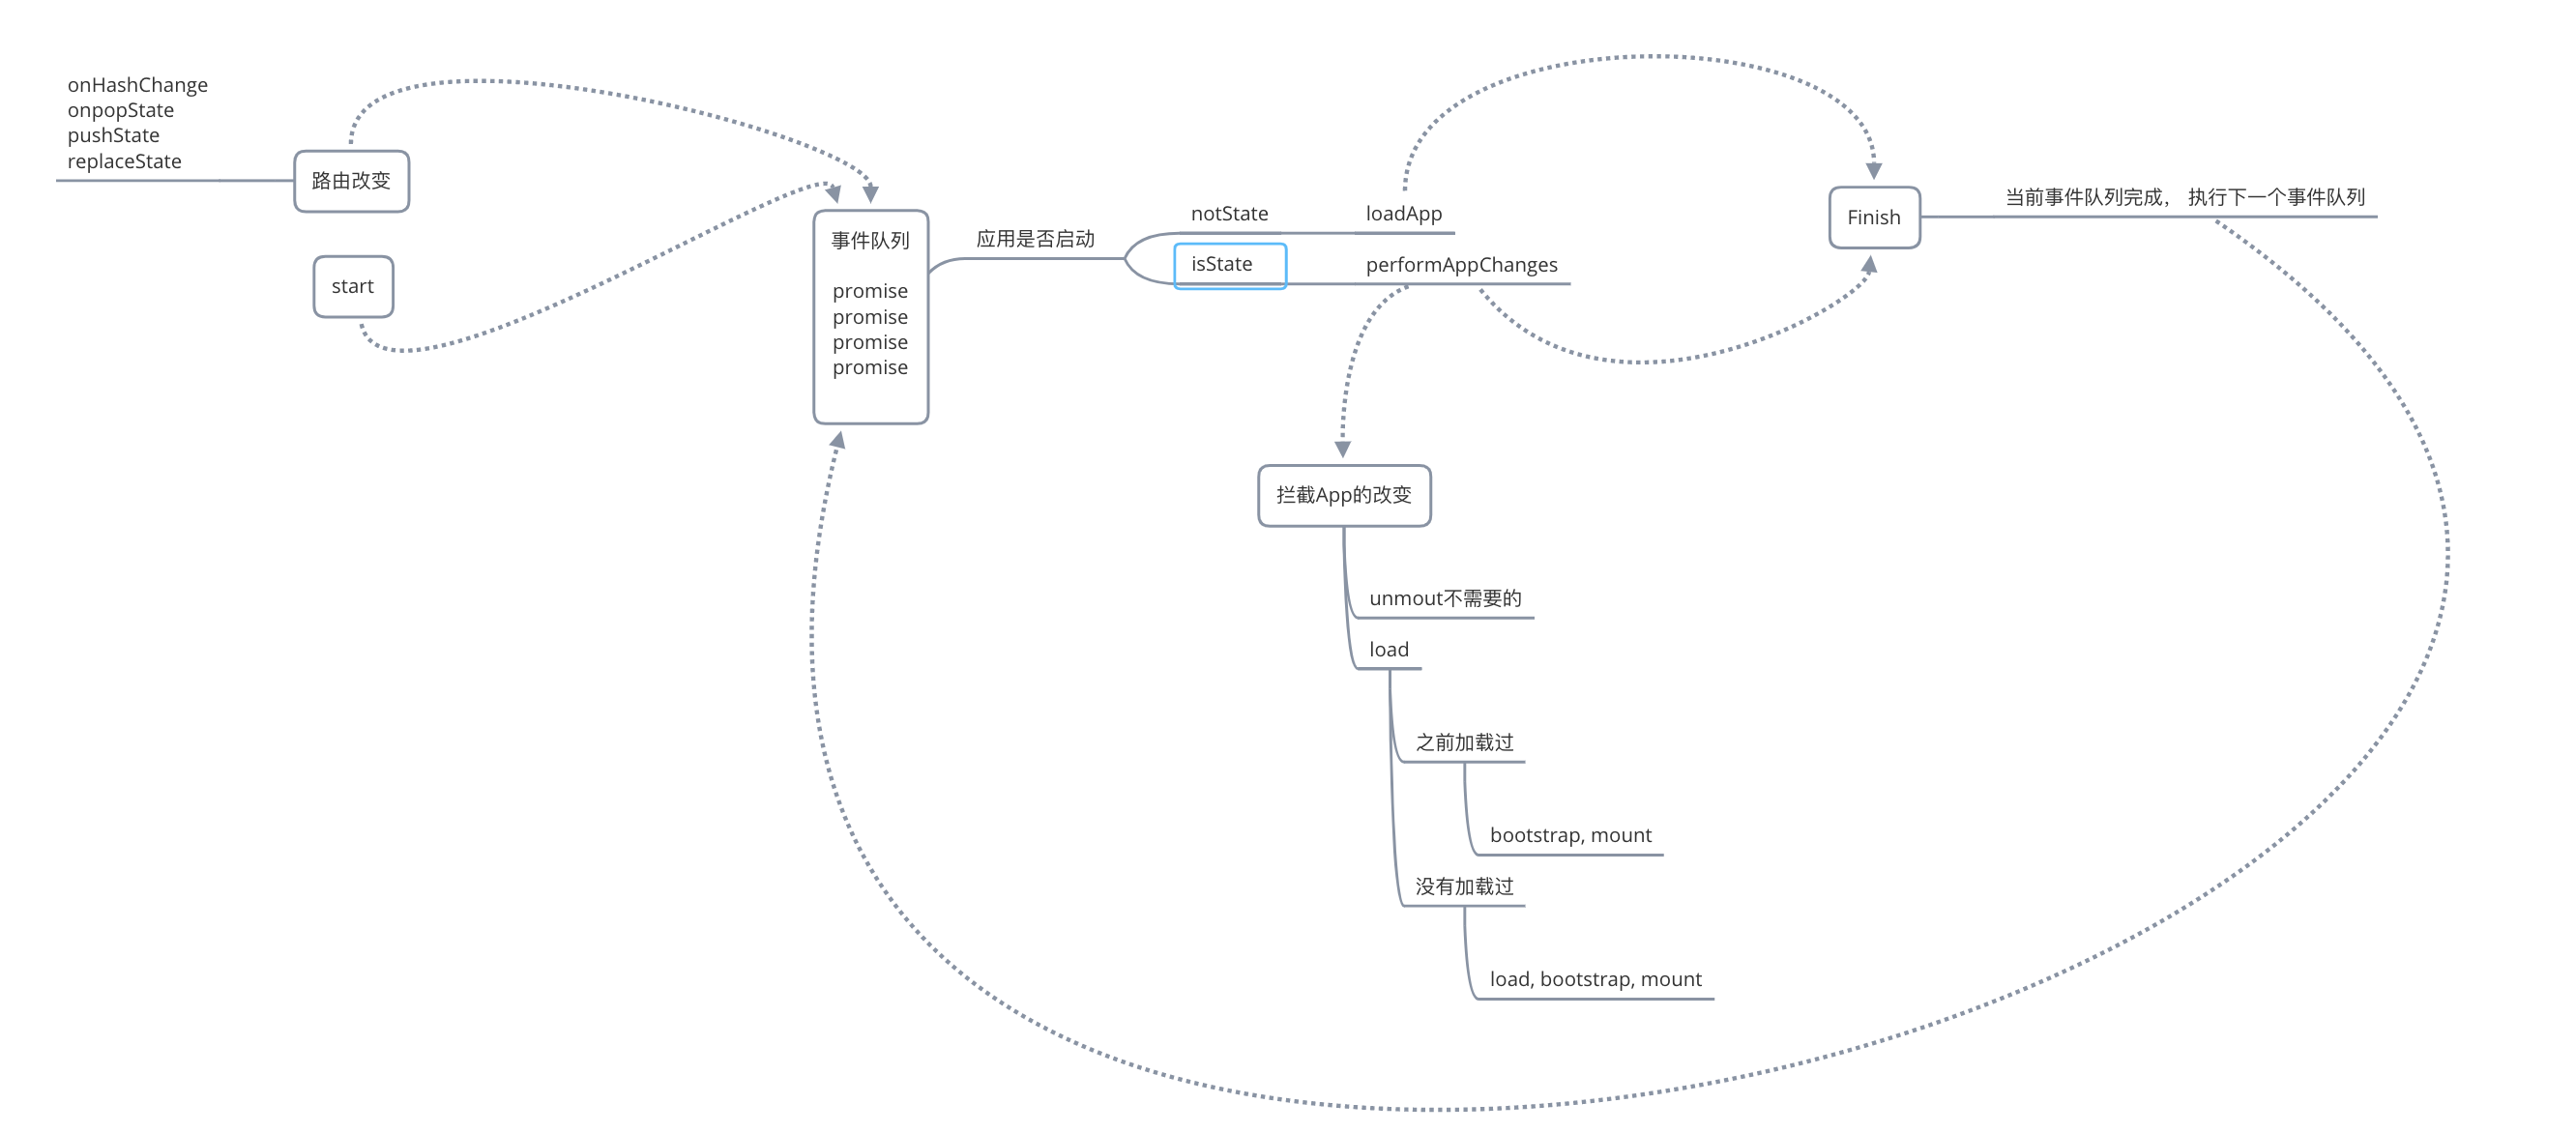 onHashChange
onpopState
pushState
replaceState
路由改变
start
事件队列
promise
promise
promise
promise
应用是否启动
notState
loadApp
isState
performAppChanges
Finish
当前事件队列完成， 执行下一个事件队列
拦截App的改变
unmout不需要的
load
之前加载过
bootstrap, mount
没有加载过
load, bootstrap, mount